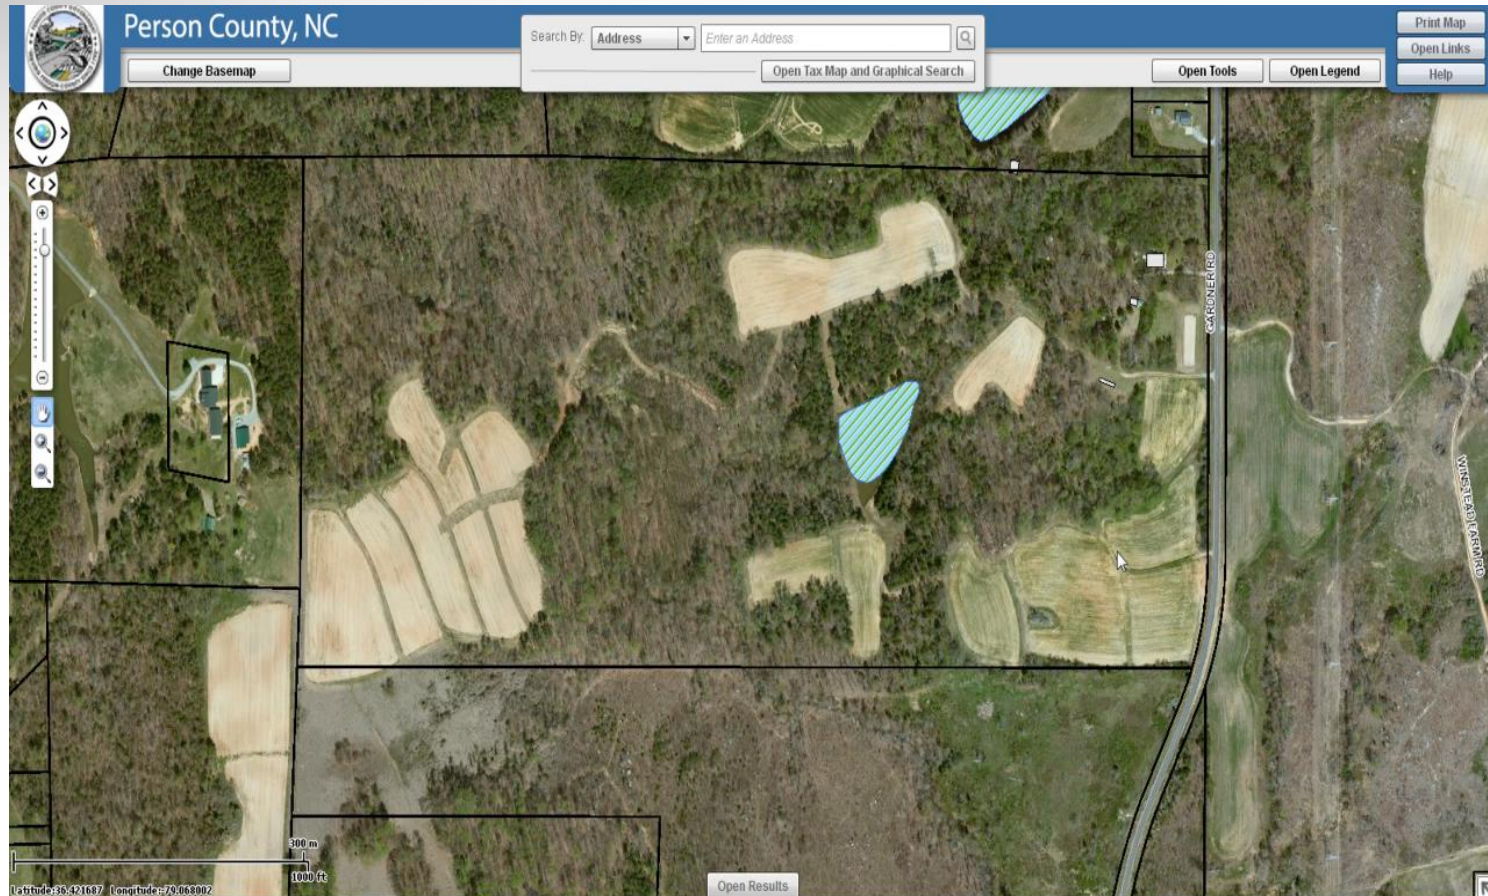 Person County, NC
Search By: Address Enter an Address
Print Map
Open Links
Help
Change Basemap
Open Tax Map and Graphical Search
Open Tools
Open Legend
GARDNER RD
WINSTEAD FARM RD
300 m
1000 ft
Latitude:36.421687 Longitude:-79.068002
Open Results